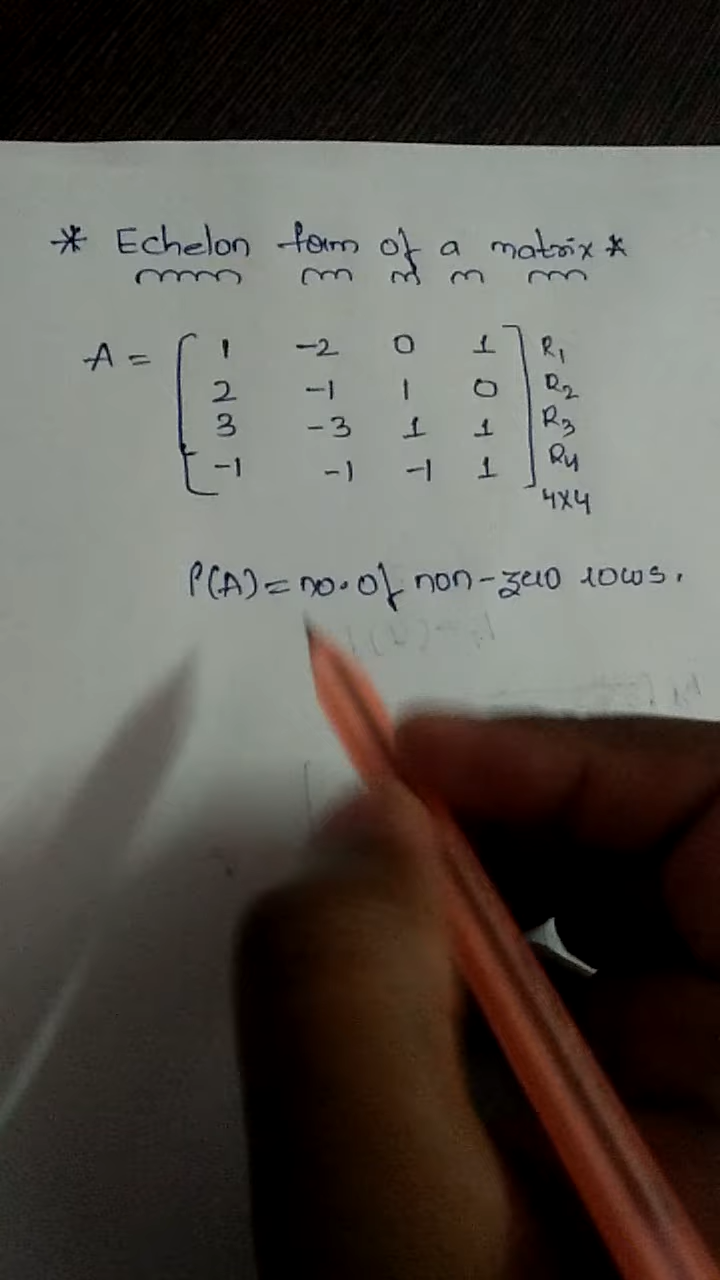 * Echelon form of a matrix *
A = [ 1 -2 0 1 ] R1
2 -1 1 0 R2
3 -3 1 1 R3
-1 -1 -1 1 R4
4x4
ρ(A) = no. of non-zero rows.